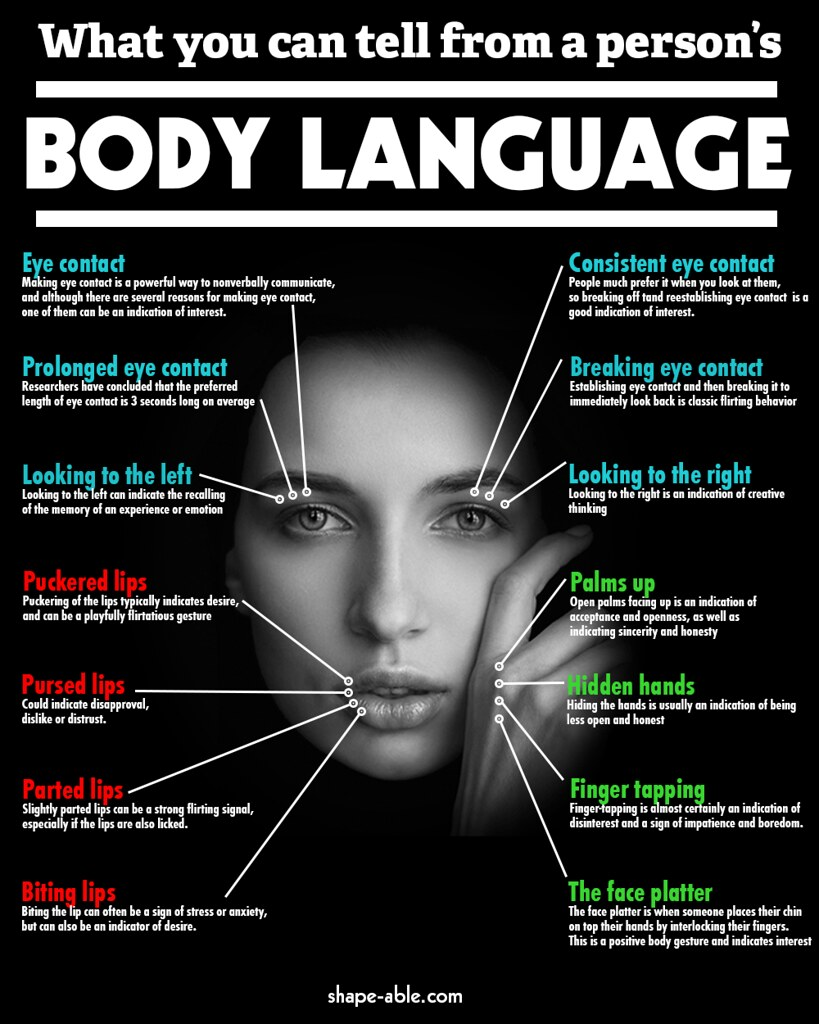 What you can tell from a person's
BODY LANGUAGE
Eye contact
Making eye contact is a powerful way to nonverbally communicate,
and although there are several reasons for making eye contact,
one of them can be an indication of interest.
Prolonged eye contact
Researchers have concluded that the preferred
length of eye contact is 3 seconds long on average
Looking to the left
Looking to the left can indicate the recalling
of the memory of an experience or emotion
Puckered lips
Puckering of the lips typically indicates desire,
and can be a playfully flirtatious gesture
Pursed lips
Could indicate disapproval,
dislike or distrust.
Parted lips
Slightly parted lips can be a strong flirting signal,
especially if the lips are also licked.
Biting lips
Biting the lip can often be a sign of stress or anxiety,
but can also be an indicator of desire.
Consistent eye contact
People much prefer it when you look at them,
so breaking off tand reestablishing eye contact is a
good indication of interest.
Breaking eye contact
Establishing eye contact and then breaking it to
immediately look back is classic flirting behavior
Looking to the right
Looking to the right is an indication of creative
thinking
Palms up
Open palms facing up is an indication of
acceptance and openness, as well as
indicating sincerity and honesty
Hidden hands
Hiding the hands is usually an indication of being
less open and honest
Finger tapping
Finger-tapping is almost certainly an indication of
disinterest and a sign of impatience and boredom.
The face platter
The face platter is when someone places their chin
on top their hands by interlocking their fingers.
This is a positive body gesture and indicates interest
shape-able.com